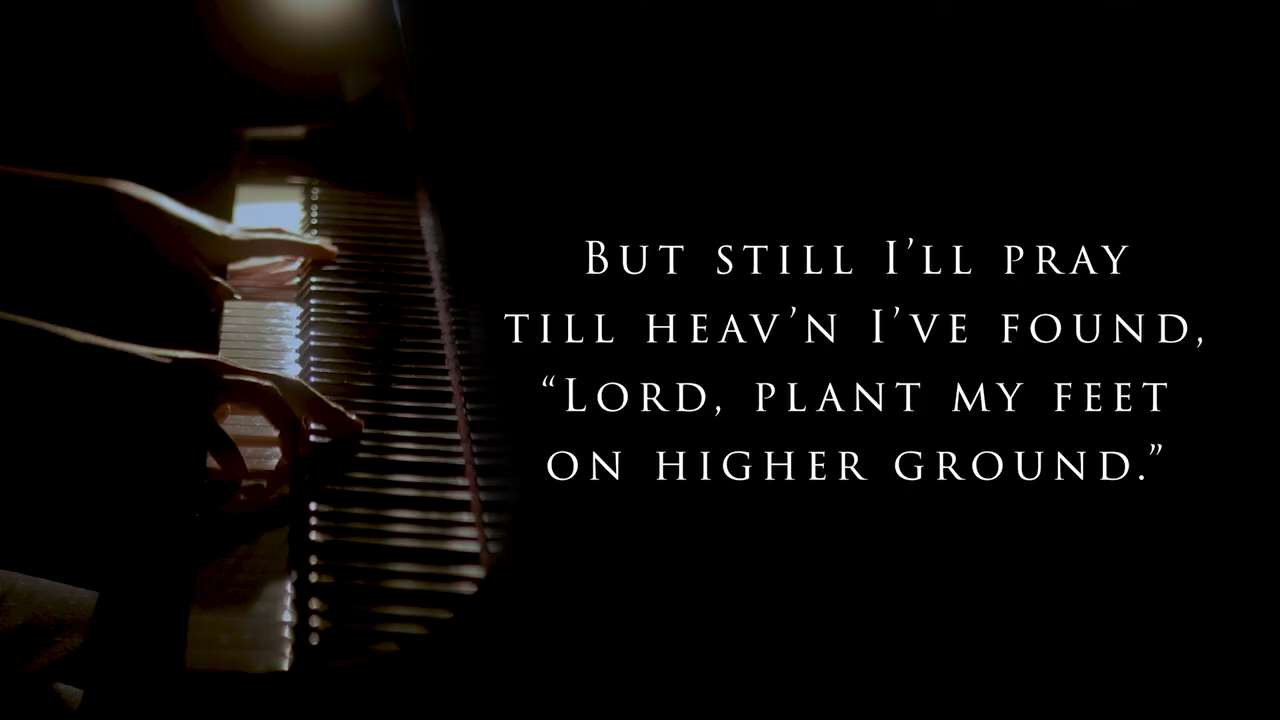 But still I’ll pray
till heav’n I’ve found,
“Lord, plant my feet
on higher ground.”